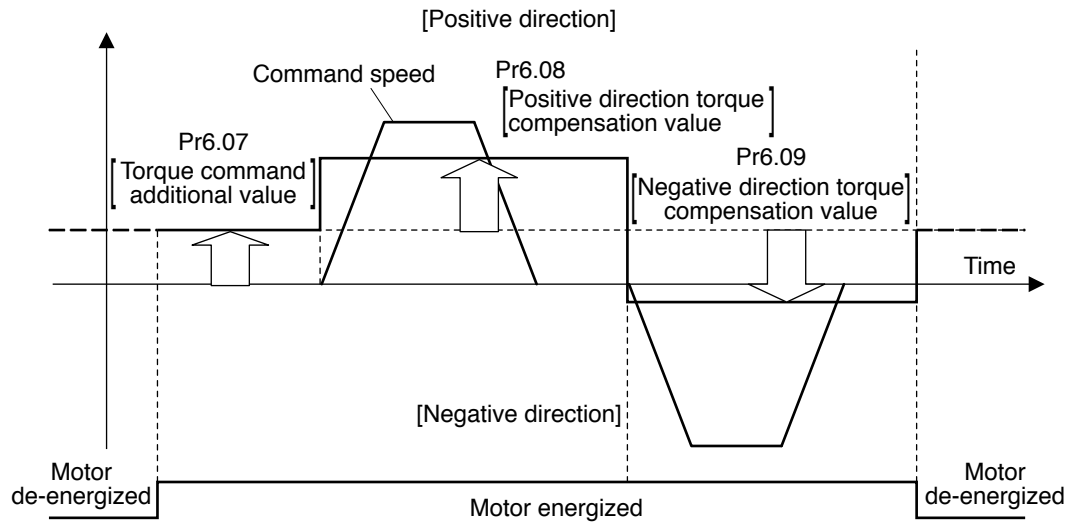 [Positive direction]
Command speed
Pr6.08
[Positive direction torque
compensation value]
Pr6.07
[Torque command
additional value]
Pr6.09
[Negative direction torque
compensation value]
Time
[Negative direction]
Motor
de-energized
Motor energized
Motor
de-energized